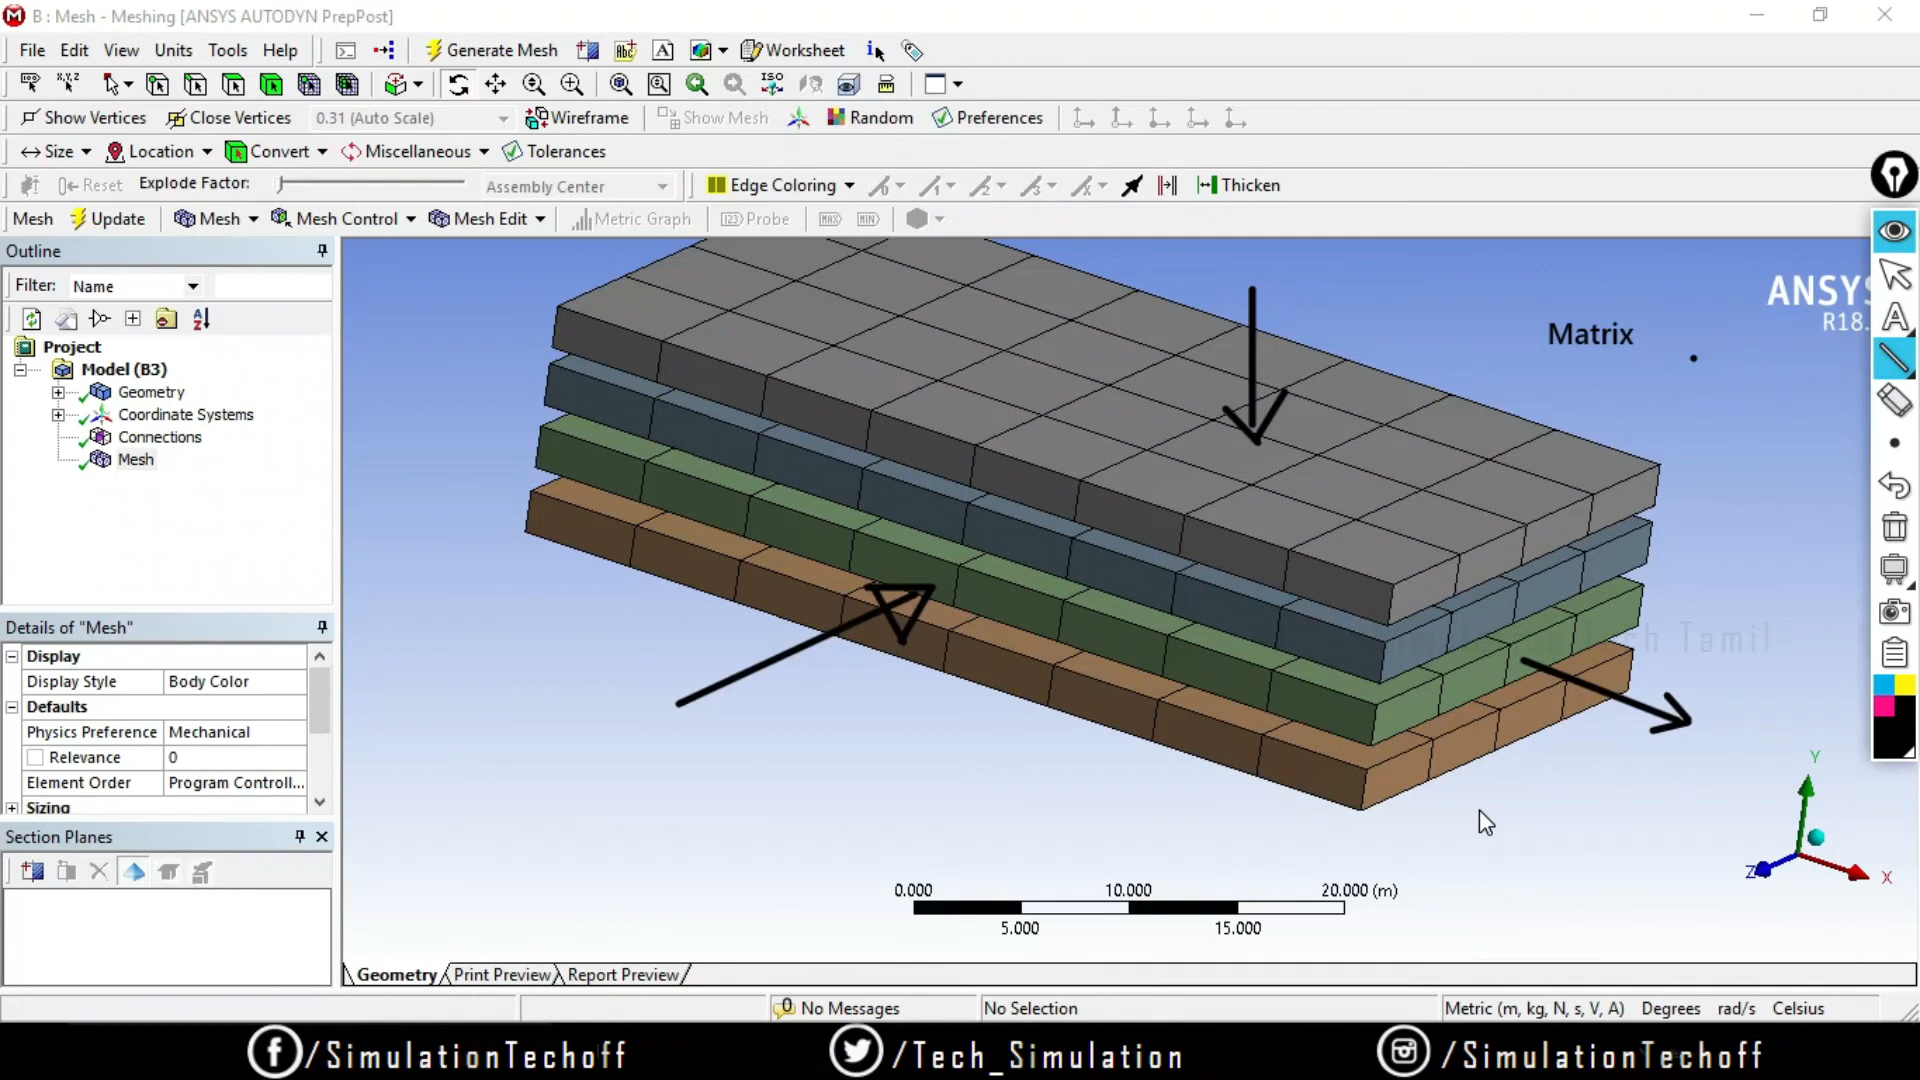 B : Mesh - Meshing [ANSYS AUTODYN PrepPost]
File Edit View Units Tools Help Generate Mesh Worksheet
ISO
Show Vertices Close Vertices 0.31 (Auto Scale) Wireframe Show Mesh Random Preferences
Size Location Convert Miscellaneous Tolerances
Reset Explode Factor: Assembly Center Edge Coloring Thicken
Mesh Update Mesh Mesh Control Mesh Edit Metric Graph Probe MAX MIN
Outline
Filter: Name
Project
Model (B3)
Geometry
Coordinate Systems
Connections
Mesh
Details of "Mesh"
Display
Display Style Body Color
Defaults
Physics Preference Mechanical
Relevance 0
Element Order Program Controll...
Sizing
Section Planes
ANSYS
R18.
Matrix
Tech Tamil
Y
Z
X
0.000 10.000 20.000 (m)
5.000 15.000
Geometry Print Preview Report Preview
No Messages No Selection Metric (m, kg, N, s, V, A) Degrees rad/s Celsius
/SimulationTechoff /Tech_Simulation /SimulationTechoff